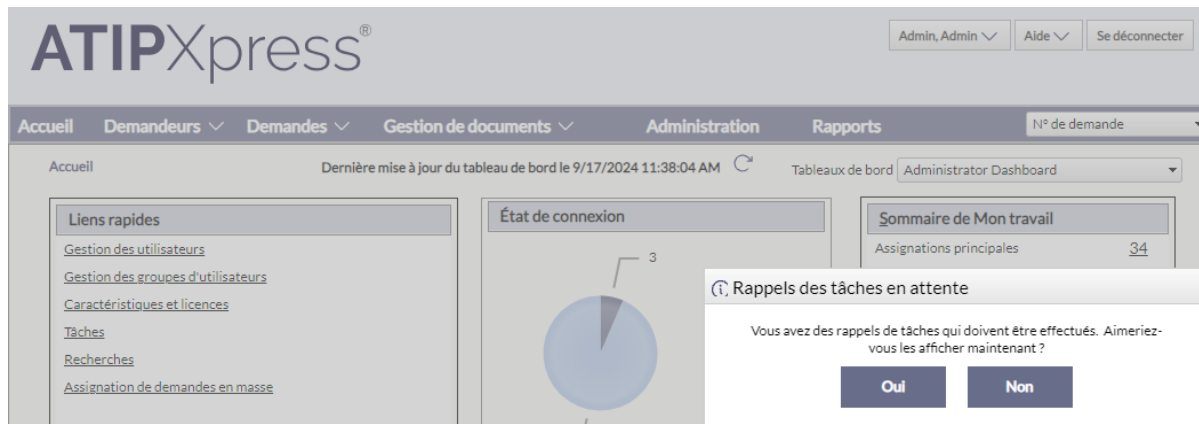 ATIPXpress®
Admin, Admin
Aide
Se déconnecter
Accueil
Demandeurs
Demandes
Gestion de documents
Administration
Rapports
Nº de demande
Accueil
Dernière mise à jour du tableau de bord le 9/17/2024 11:38:04 AM
Tableaux de bord
Administrator Dashboard
Liens rapides
Gestion des utilisateurs
Gestion des groupes d'utilisateurs
Caractéristiques et licences
Tâches
Recherches
Assignation de demandes en masse
État de connexion
3
Sommaire de Mon travail
Assignations principales
34
Rappels des tâches en attente
Vous avez des rappels de tâches qui doivent être effectués. Aimeriez-
vous les afficher maintenant ?
Oui
Non